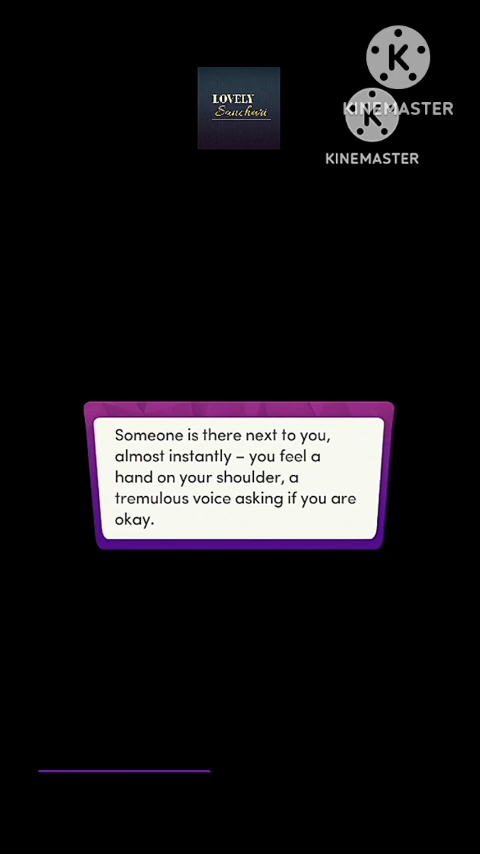 LOVELY
Sanchari
KINEMASTER
KINEMASTER
Someone is there next to you,
almost instantly – you feel a
hand on your shoulder, a
tremulous voice asking if you are
okay.